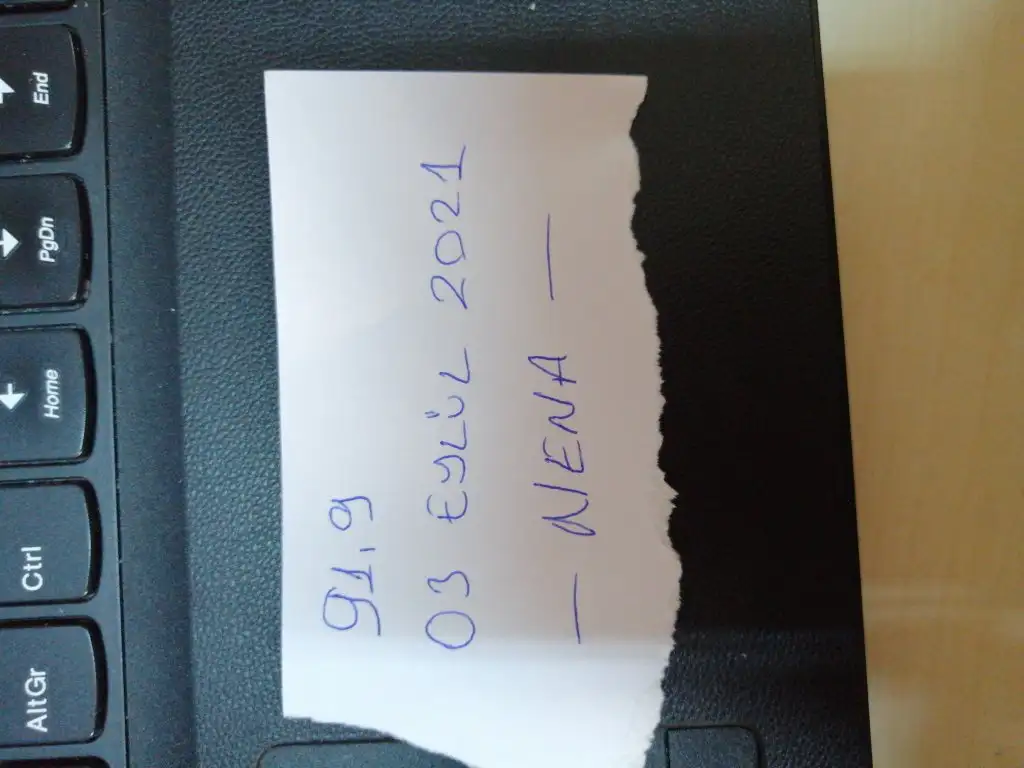 91.9
03 EYLÜL 2021
— NENA —
End
PgDn
Home
Ctrl
AltGr